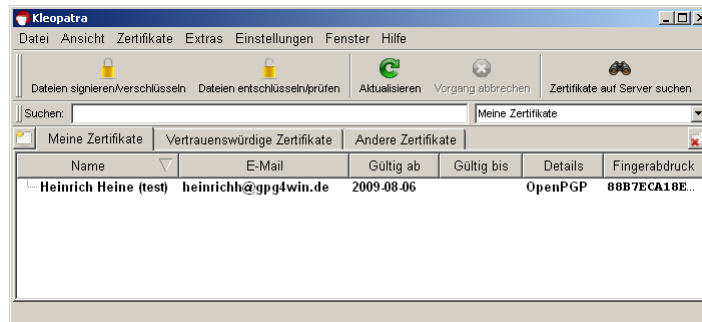 Kleopatra
Datei Ansicht Zertifikate Extras Einstellungen Fenster Hilfe
Dateien signieren/verschlüsseln Dateien entschlüsseln/prüfen Aktualisieren Vorgang abbrechen Zertifikate auf Server suchen
Suchen: Meine Zertifikate
Meine Zertifikate Vertrauenswürdige Zertifikate Andere Zertifikate
Name E-Mail Gültig ab Gültig bis Details Fingerabdruck
Heinrich Heine (test) heinrichh@gpg4win.de 2009-08-06 OpenPGP 88B7ECA18E...